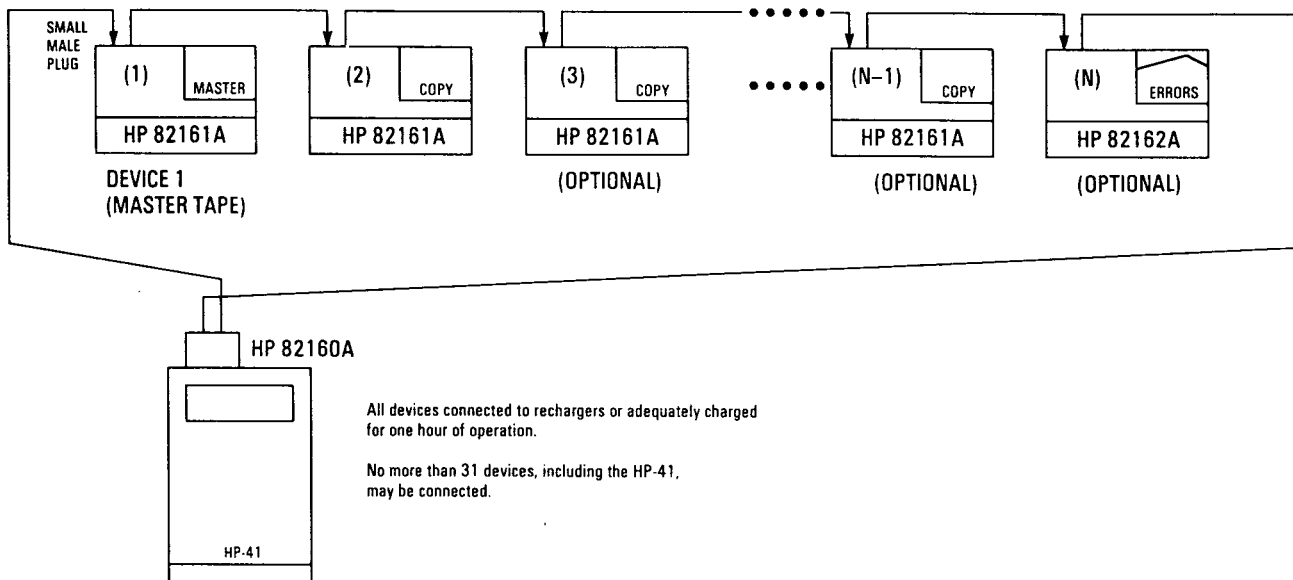 SMALL
MALE
PLUG
(1)
MASTER
HP 82161A
DEVICE 1
(MASTER TAPE)
(2)
COPY
HP 82161A
(3)
COPY
HP 82161A
(OPTIONAL)
(N–1)
COPY
HP 82161A
(OPTIONAL)
(N)
ERRORS
HP 82162A
(OPTIONAL)
HP 82160A
All devices connected to rechargers or adequately charged
for one hour of operation.
No more than 31 devices, including the HP-41,
may be connected.
HP-41